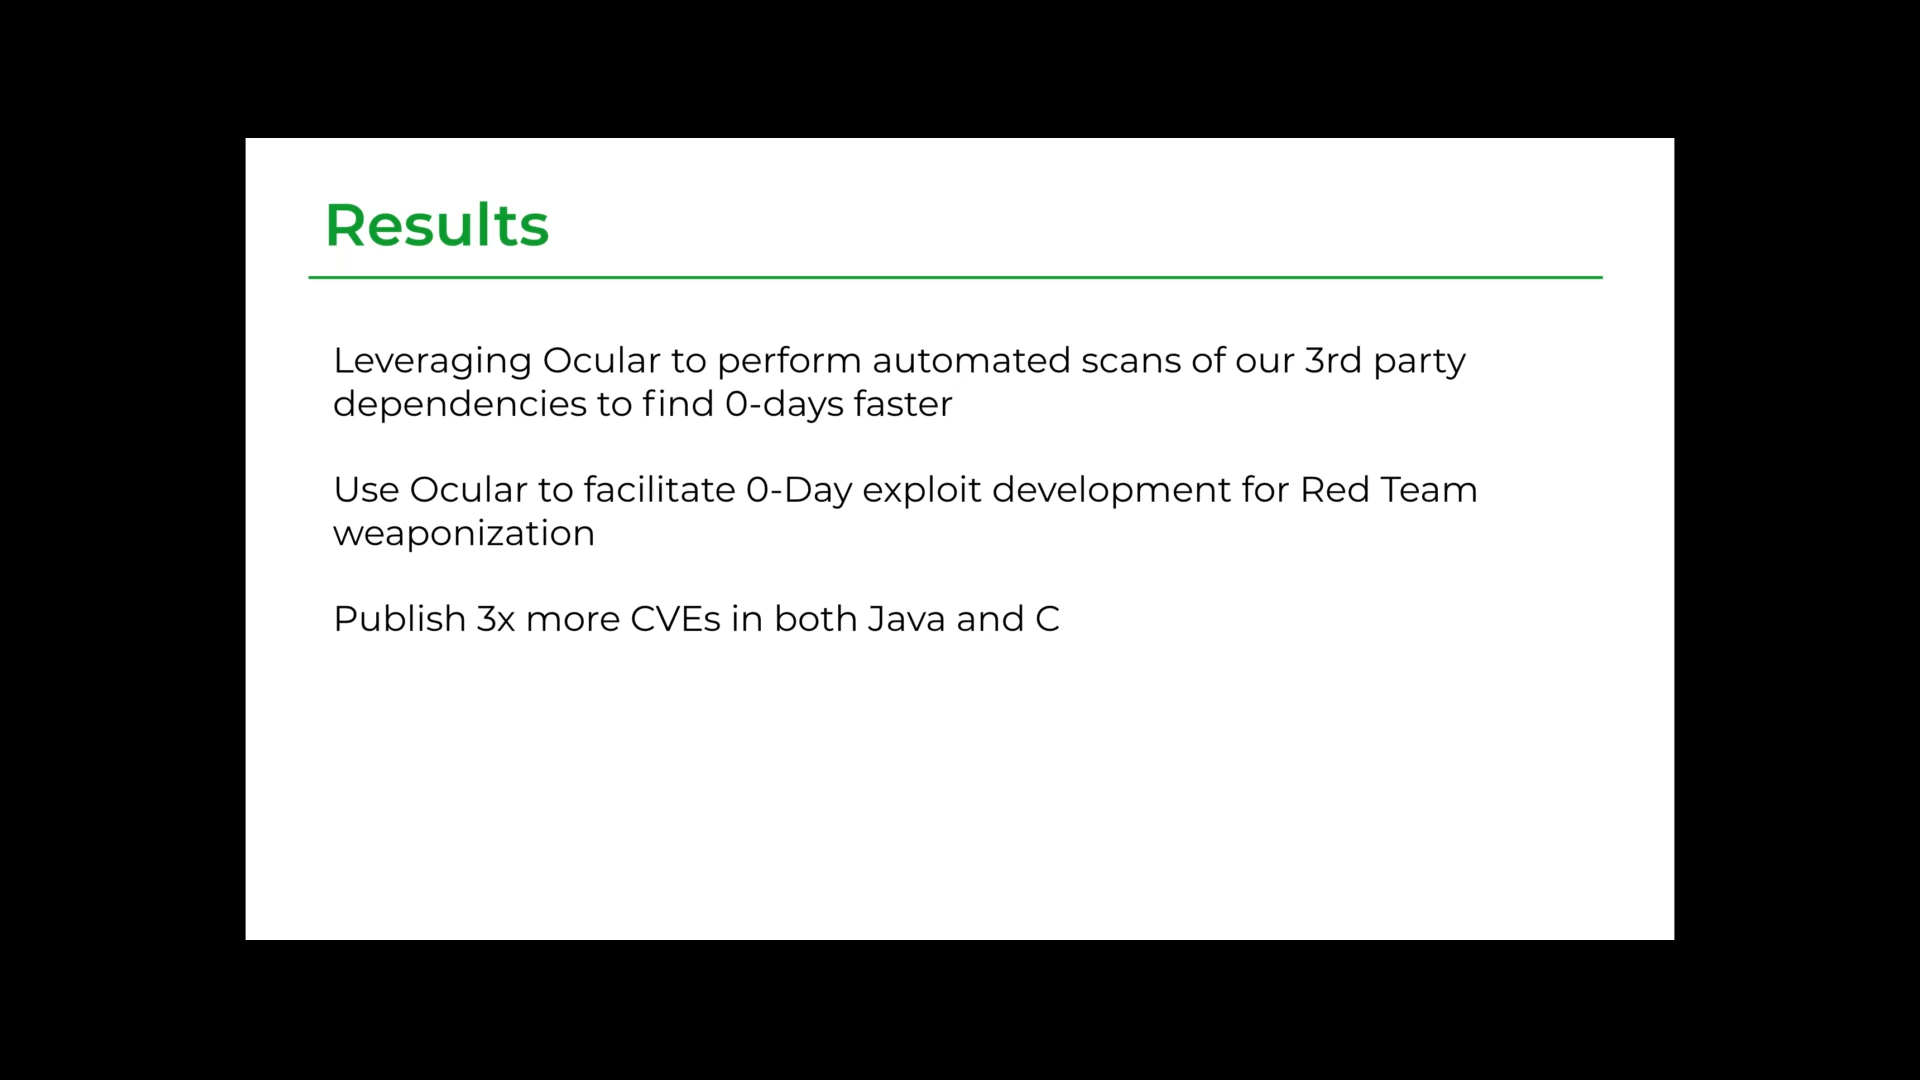 Results
Leveraging Ocular to perform automated scans of our 3rd party
dependencies to find 0-days faster
Use Ocular to facilitate 0-Day exploit development for Red Team
weaponization
Publish 3x more CVEs in both Java and C